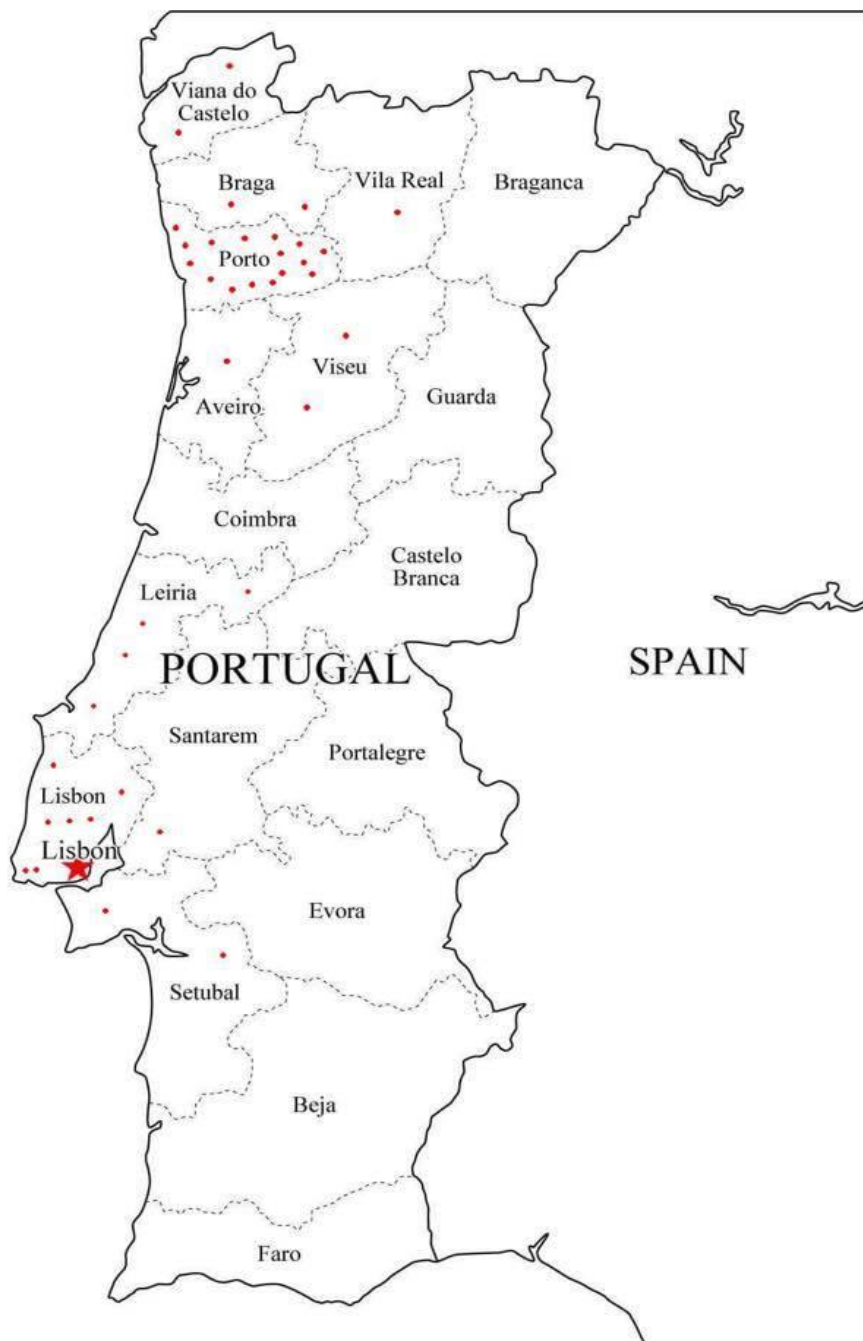 Viana do
Castelo
Braga
Vila Real
Braganca
Porto
Viseu
Aveiro
Guarda
Coimbra
Castelo
Branca
Leiria
PORTUGAL
SPAIN
Santarem
Portalegre
Lisbon
Lisbon
Evora
Setubal
Beja
Faro